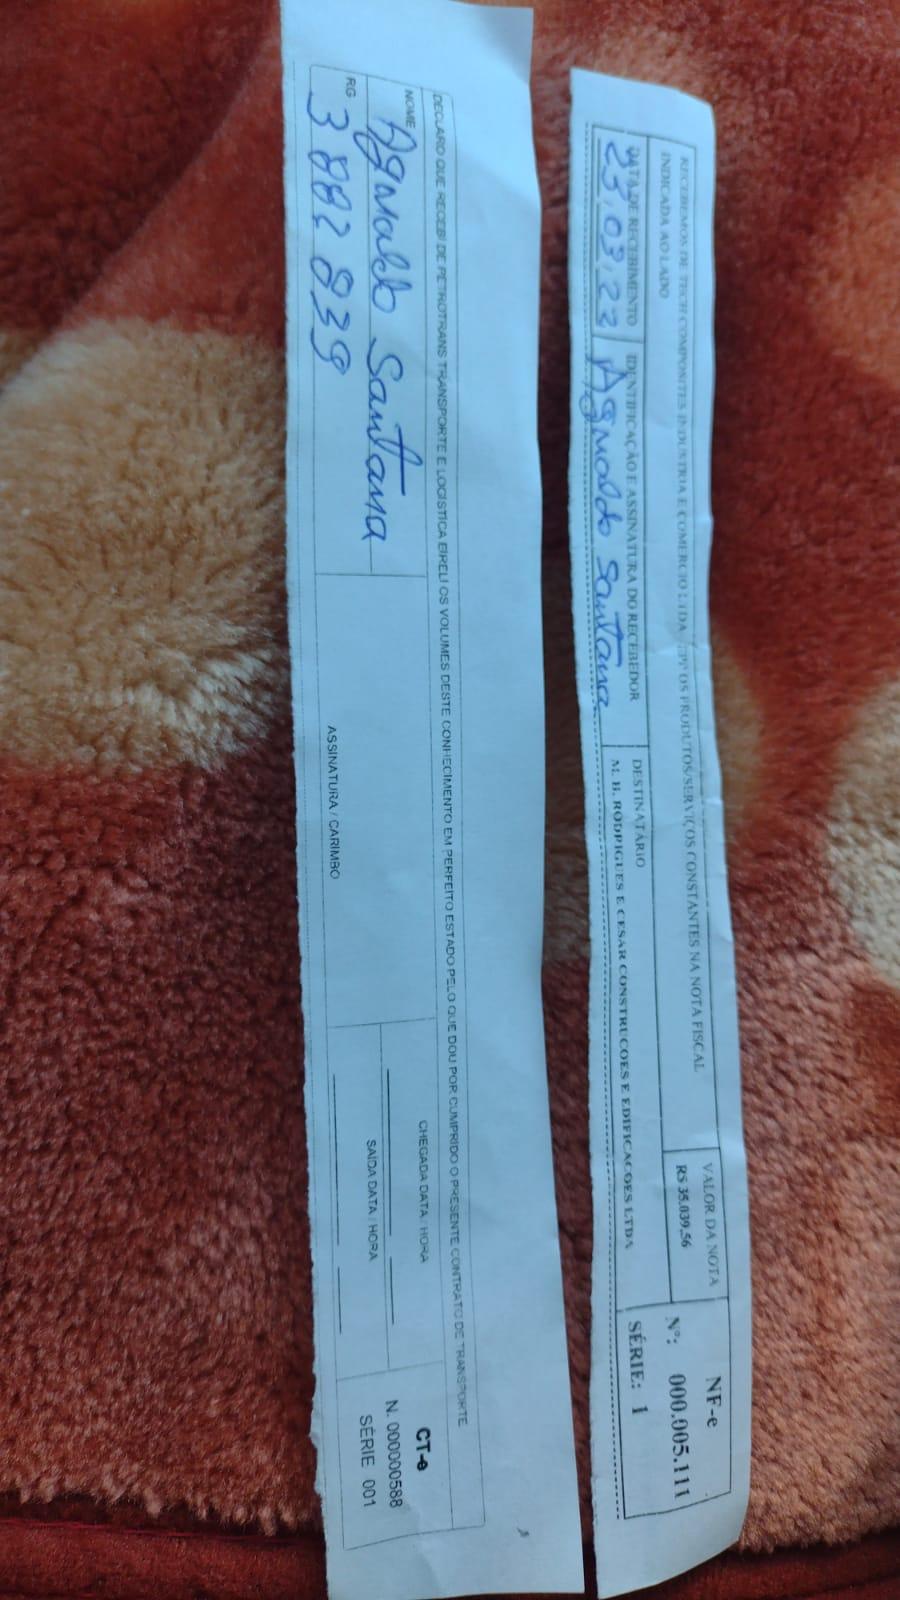 RECEBEMOS DE TECH COMPOSITES INDUSTRIA E COMERCIO LTDA EPP OS PRODUTOS/SERVIÇOS CONSTANTES NA NOTA FISCAL
INDICADA AO LADO
VALOR DA NOTA
R$ 35.039,56
DATA DE RECEBIMENTO
25.03.23
IDENTIFICAÇÃO E ASSINATURA DO RECEBEDOR
Agnaldo Santana
DESTINATÁRIO
M. H. RODRIGUES E CESAR CONSTRUCOES E EDIFICACOES LTDA
NF-e
Nº: 000.005.111
SÉRIE: 1
DECLARO QUE RECEBI DE PETROTRANS TRANSPORTE E LOGISTICA EIRELI OS VOLUMES DESTE CONHECIMENTO EM PERFEITO ESTADO PELO QUE DOU POR CUMPRIDO O PRESENTE CONTRATO DE TRANSPORTE
NOME
Agnaldo Santana
RG
3 882 839
ASSINATURA / CARIMBO
CHEGADA DATA / HORA
SAÍDA DATA / HORA
CT-e
N. 000000588
SÉRIE 001